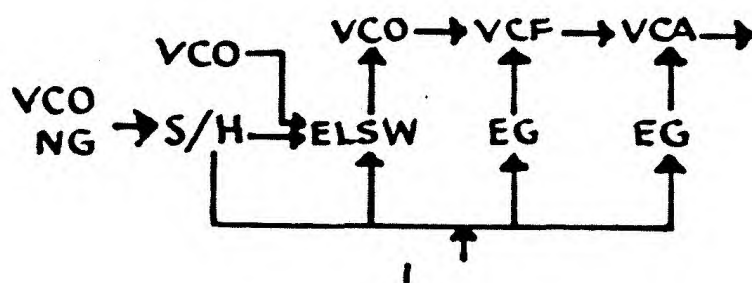 VCO → VCF → VCA →
VCO
VCO
NG → S/H → ELSW EG EG